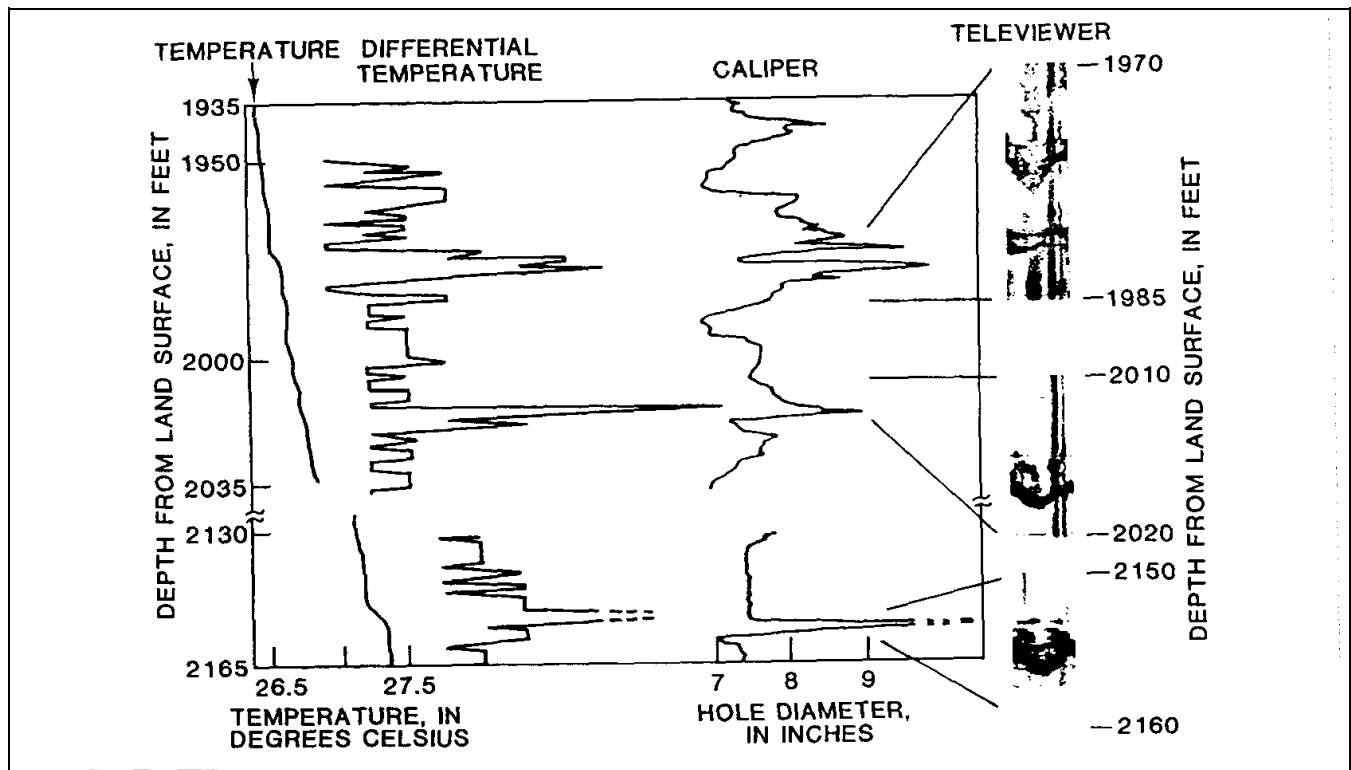 TEMPERATURE
DIFFERENTIAL
TEMPERATURE
CALIPER
TELEVIEWER
DEPTH FROM LAND SURFACE, IN FEET
1935
1950
2000
2035
2130
2165
26.5
27.5
TEMPERATURE, IN
DEGREES CELSIUS
7
8
9
HOLE DIAMETER,
IN INCHES
—1970
—1985
—2010
—2020
—2150
—2160
DEPTH FROM LAND SURFACE, IN FEET